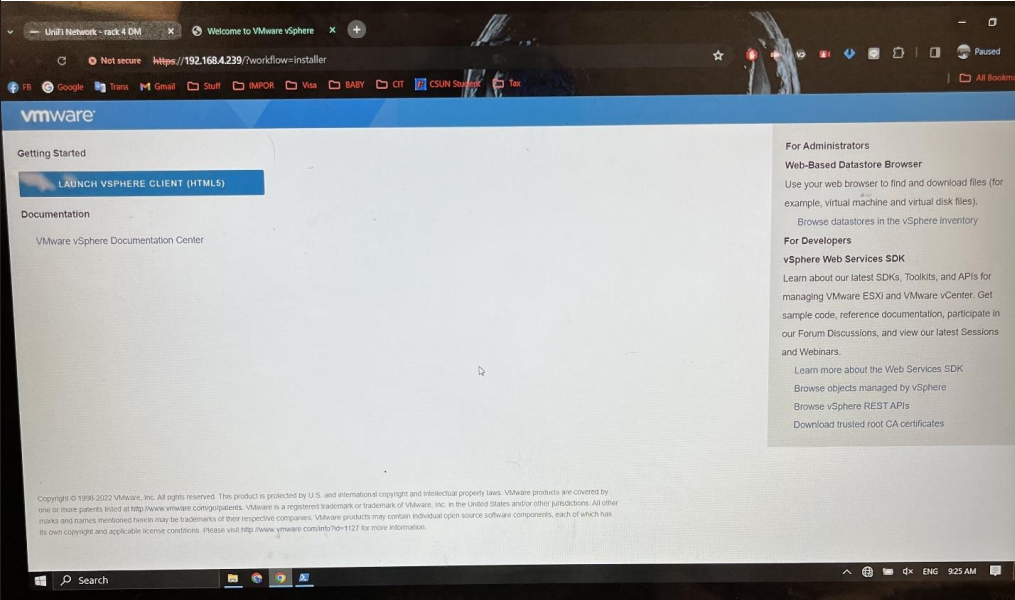 UniFi Network - rack 4 DM
Welcome to VMware vSphere
Not secure
https://192.168.4.239/?workflow=installer
Paused
FB
Google
Trans
Gmail
Stuff
IMPOR
Visa
BABY
CIT
CSUN Student
Tax
All Bookma
vmware
Getting Started
LAUNCH VSPHERE CLIENT (HTML5)
Documentation
VMware vSphere Documentation Center
For Administrators
Web-Based Datastore Browser
Use your web browser to find and download files (for
example, virtual machine and virtual disk files).
Browse datastores in the vSphere inventory
For Developers
vSphere Web Services SDK
Learn about our latest SDKs, Toolkits, and APIs for
managing VMware ESXi and VMware vCenter. Get
sample code, reference documentation, participate in
our Forum Discussions, and view our latest Sessions
and Webinars.
Learn more about the Web Services SDK
Browse objects managed by vSphere
Browse vSphere REST APIs
Download trusted root CA certificates
Copyright © 1998-2022 VMware, Inc. All rights reserved. This product is protected by U.S. and international copyright and intellectual property laws. VMware products are covered by
one or more patents listed at http://www.vmware.com/go/patents. VMware is a registered trademark or trademark of VMware, Inc. in the United States and/or other jurisdictions. All other
marks and names mentioned herein may be trademarks of their respective companies. VMware products may contain individual open source software components, each of which has
its own copyright and applicable license conditions. Please visit http://www.vmware.com/info?id=1127 for more information.
Search
ENG
9:25 AM